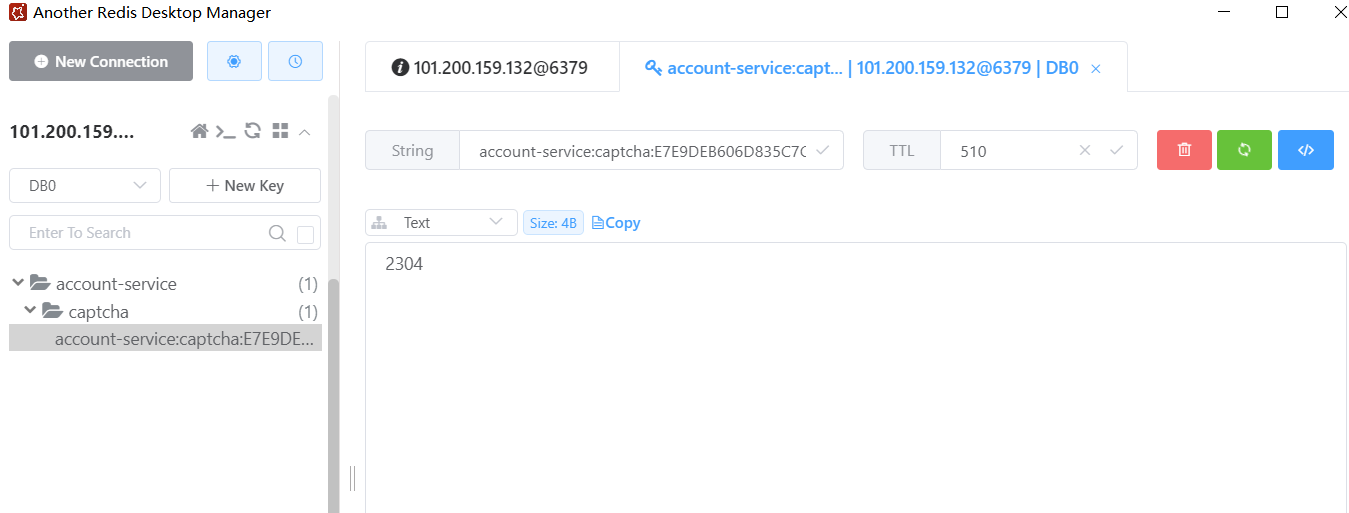 Another Redis Desktop Manager
New Connection
101.200.159....
DB0
New Key
Enter To Search
account-service (1)
captcha (1)
account-service:captcha:E7E9DE...
101.200.159.132@6379
account-service:capt... | 101.200.159.132@6379 | DB0
String account-service:captcha:E7E9DEB606D835C7C
TTL 510
Text Size: 4B Copy
2304